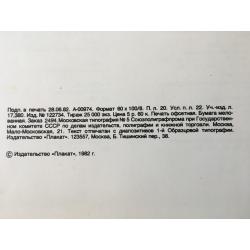 Подп. в печать 28.06.82. А-00974. Формат 60 х 100/8. П. л. 20. Усп. п. л. 22. Уч.-изд. л.
17,380. Изд. № 122734. Тираж 25 000 экз. Цена 5 р. 60 к. Печать офсетная. Бумага мело-
ванная. Заказ 249И. Московская типография № 5 Союзполиграфпрома при Государствен-
ном комитете СССР по делам издательств, полиграфии и книжной торговли. Москва,
Мало-Московская, 21. Текст отпечатан с диапозитивов 1-й Образцовой типографии.
Издательство «Плакат». 123557, Москва, Б. Тишинский пер., 38.
© Издательство «Плакат», 1982 г.